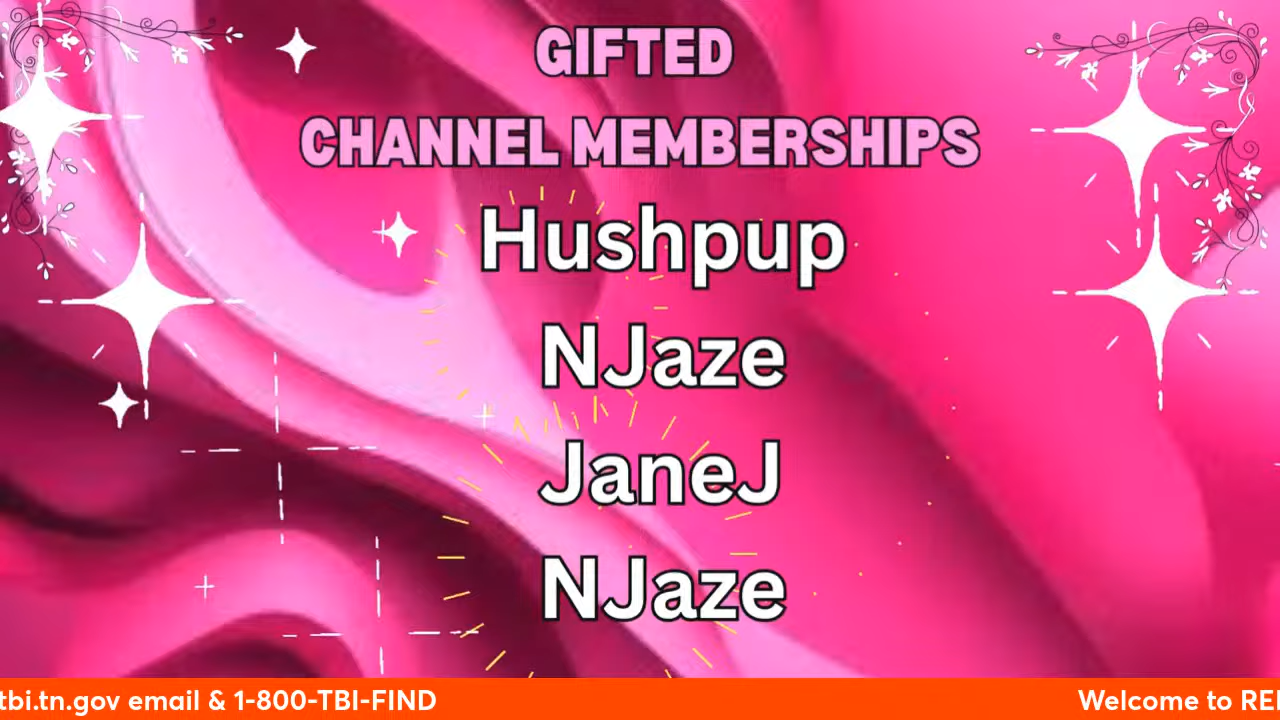 GIFTED
CHANNEL MEMBERSHIPS
Hushpup
NJaze
JaneJ
NJaze
tbi.tn.gov email & 1-800-TBI-FIND
Welcome to